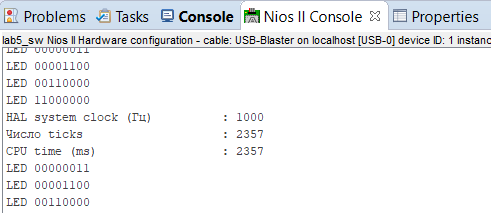 Problems Tasks Console Nios II Console Properties
lab5_sw Nios II Hardware configuration - cable: USB-Blaster on localhost [USB-0] device ID: 1 instanc
LED 00000011
LED 00001100
LED 00110000
LED 11000000
HAL system clock (Гц) : 1000
Число ticks : 2357
CPU time (ms) : 2357
LED 00000011
LED 00001100
LED 00110000